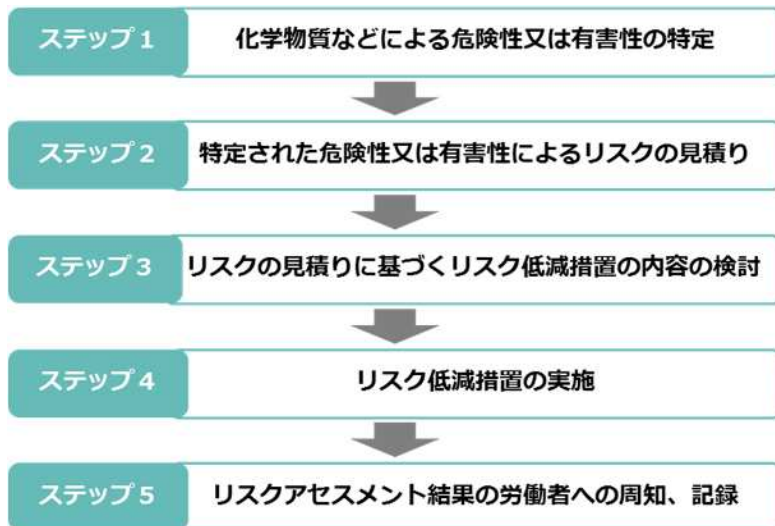 ステップ1
化学物質などによる危険性又は有害性の特定
ステップ2
特定された危険性又は有害性によるリスクの見積り
ステップ3
リスクの見積りに基づくリスク低減措置の内容の検討
ステップ4
リスク低減措置の実施
ステップ5
リスクアセスメント結果の労働者への周知、記録